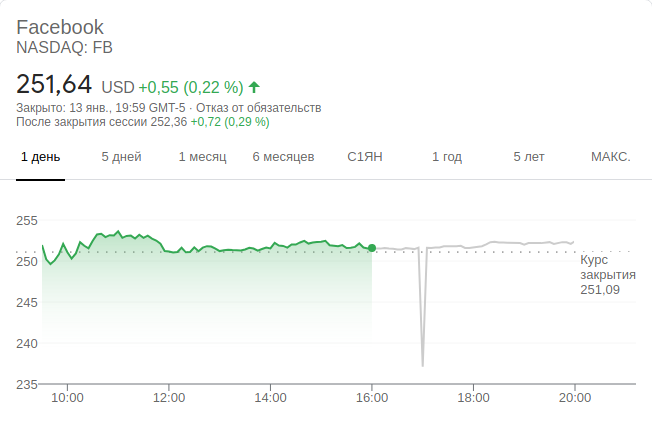 Facebook
NASDAQ: FB
251,64 USD +0,55 (0,22 %)
Закрыто: 13 янв., 19:59 GMT-5 · Отказ от обязательств
После закрытия сессии 252,36 +0,72 (0,29 %)
1 день 5 дней 1 месяц 6 месяцев С1ЯН 1 год 5 лет МАКС.
255
250
245
240
235
Курс
закрытия
251,09
10:00 12:00 14:00 16:00 18:00 20:00